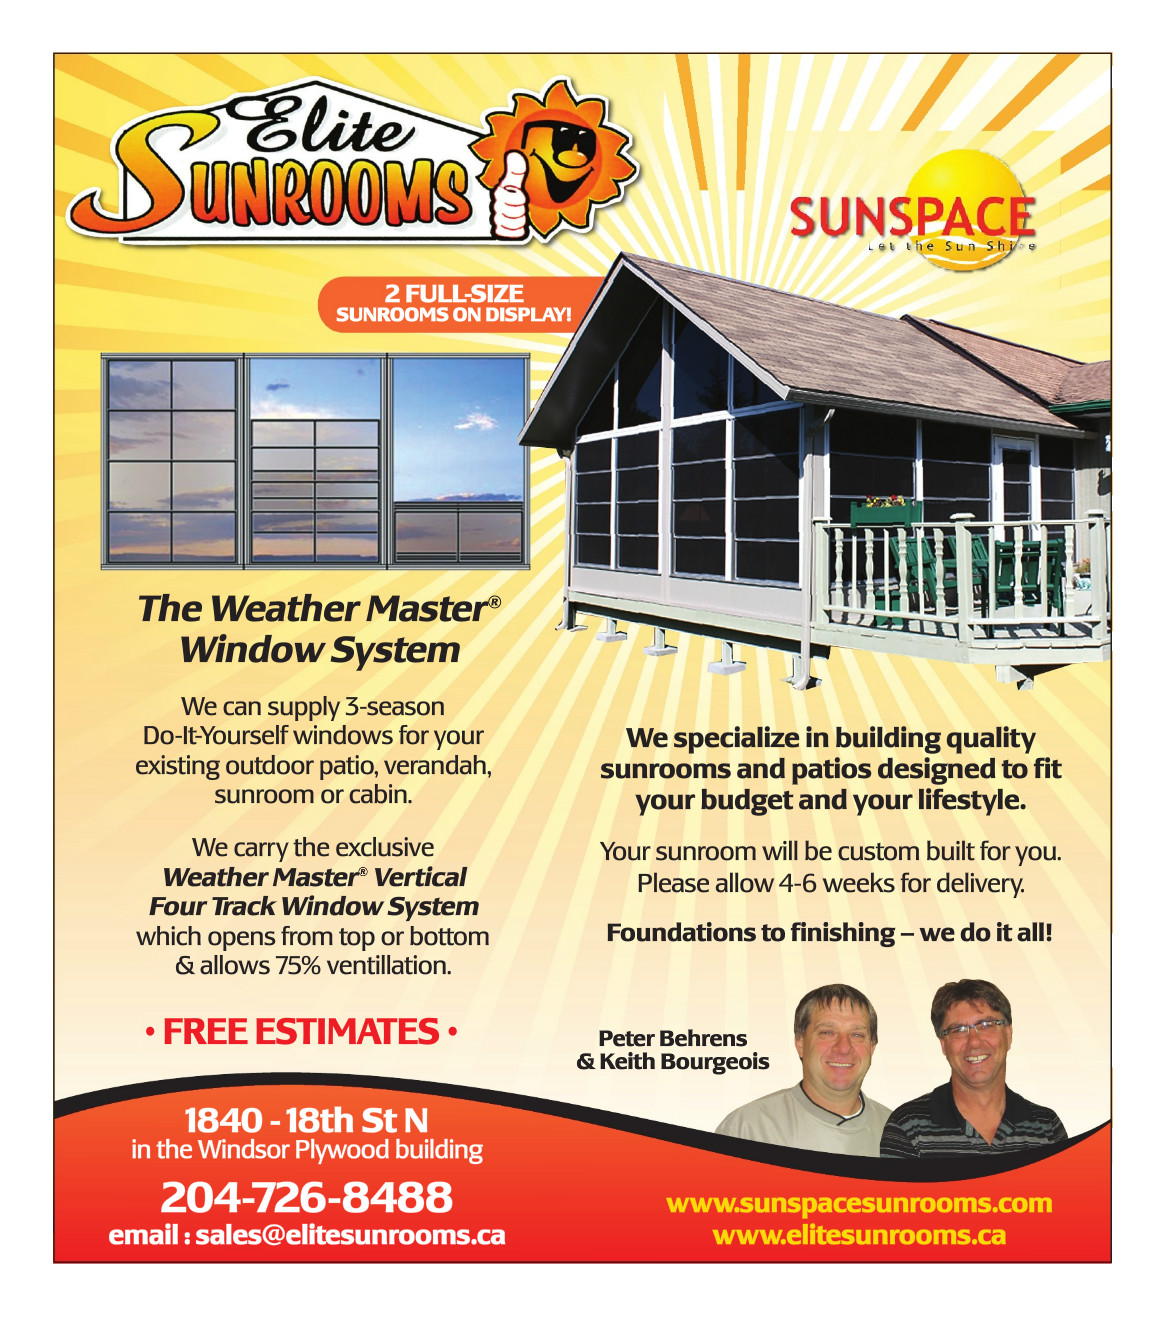 Elite
SUNROOMS
SUNSPACE
Let the Sun Shine
2 FULL-SIZE
SUNROOMS ON DISPLAY!
The Weather Master®
Window System
We can supply 3-season
Do-It-Yourself windows for your
existing outdoor patio, verandah,
sunroom or cabin.
We carry the exclusive
Weather Master® Vertical
Four Track Window System
which opens from top or bottom
& allows 75% ventillation.
• FREE ESTIMATES •
We specialize in building quality
sunrooms and patios designed to fit
your budget and your lifestyle.
Your sunroom will be custom built for you.
Please allow 4-6 weeks for delivery.
Foundations to finishing – we do it all!
Peter Behrens
& Keith Bourgeois
1840 - 18th St N
in the Windsor Plywood building
204-726-8488
email : sales@elitesunrooms.ca
www.sunspacesunrooms.com
www.elitesunrooms.ca